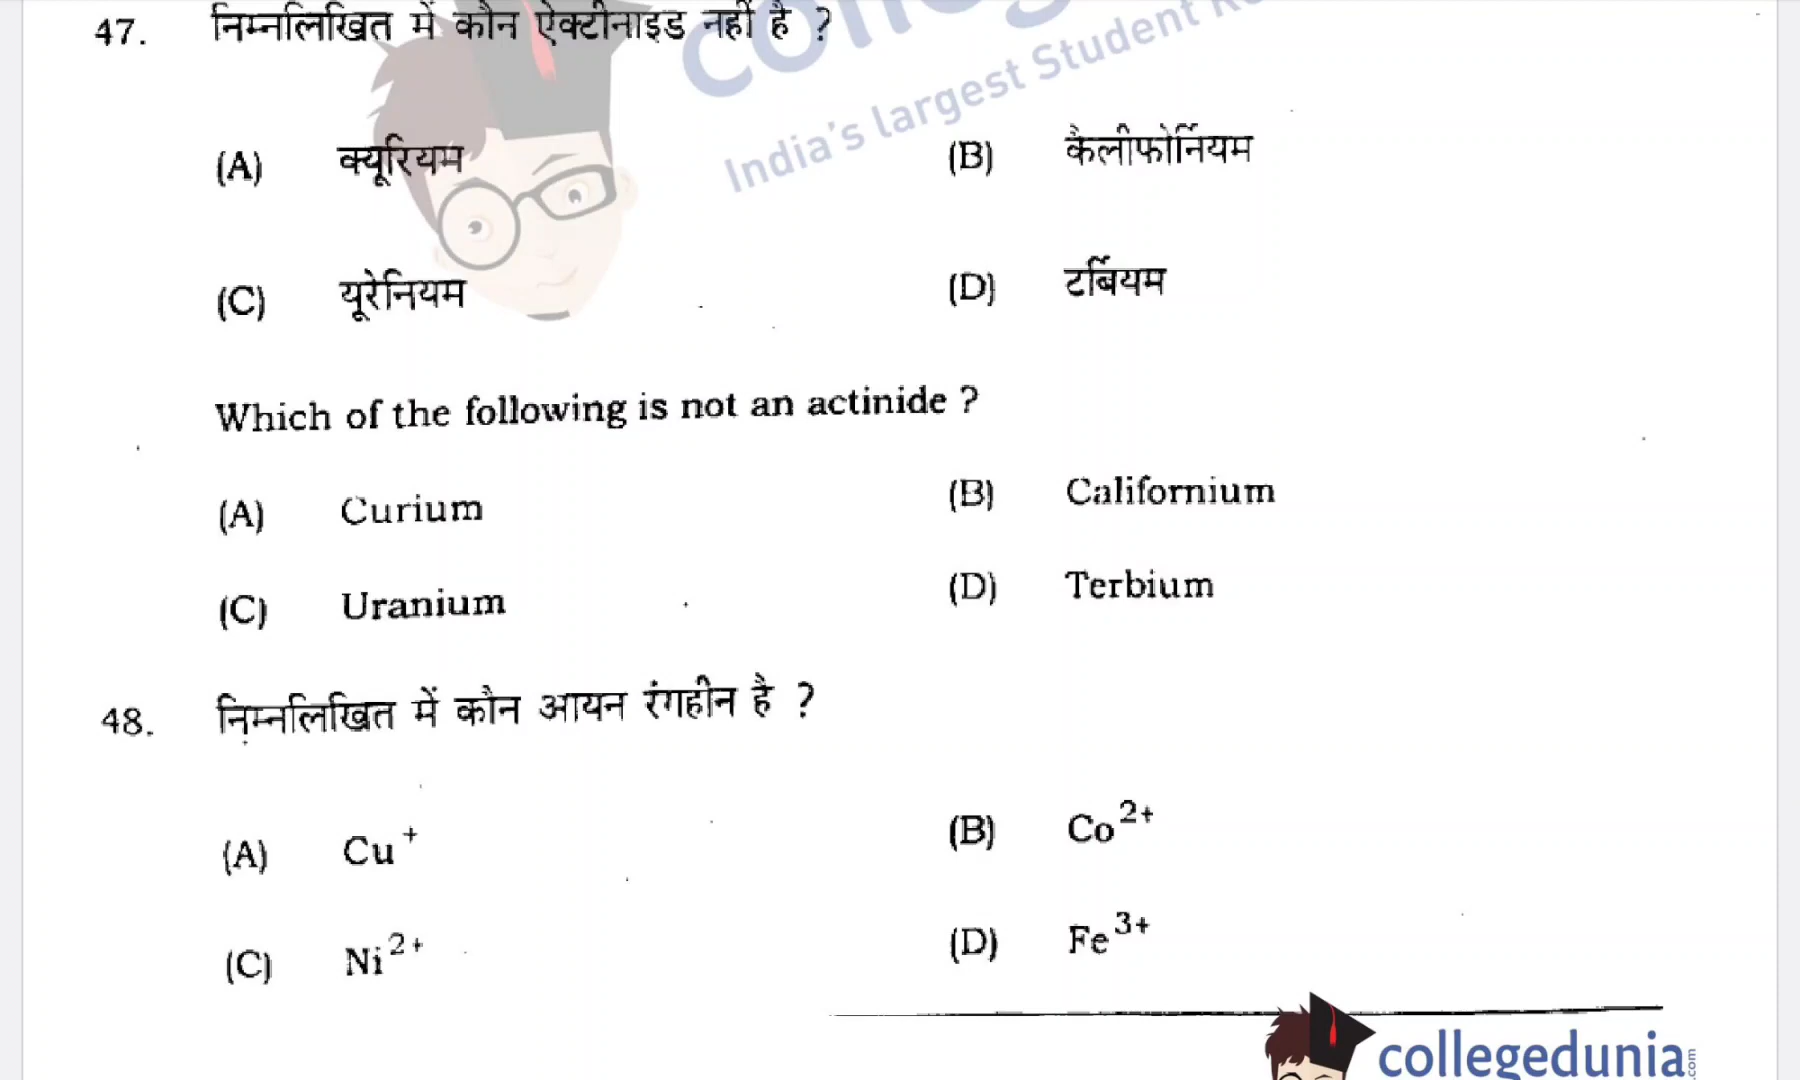 47. निम्नलिखित में कौन ऐक्टीनाइड नहीं है ?
India's largest Student
(A) क्यूरियम (B) कैलीफोर्नियम
(C) यूरेनियम (D) टर्बियम
Which of the following is not an actinide ?
(A) Curium (B) Californium
(C) Uranium (D) Terbium
48. निम्नलिखित में कौन आयन रंगहीन है ?
(A) Cu⁺ (B) Co²⁺
(C) Ni²⁺ (D) Fe³⁺
collegedunia.com